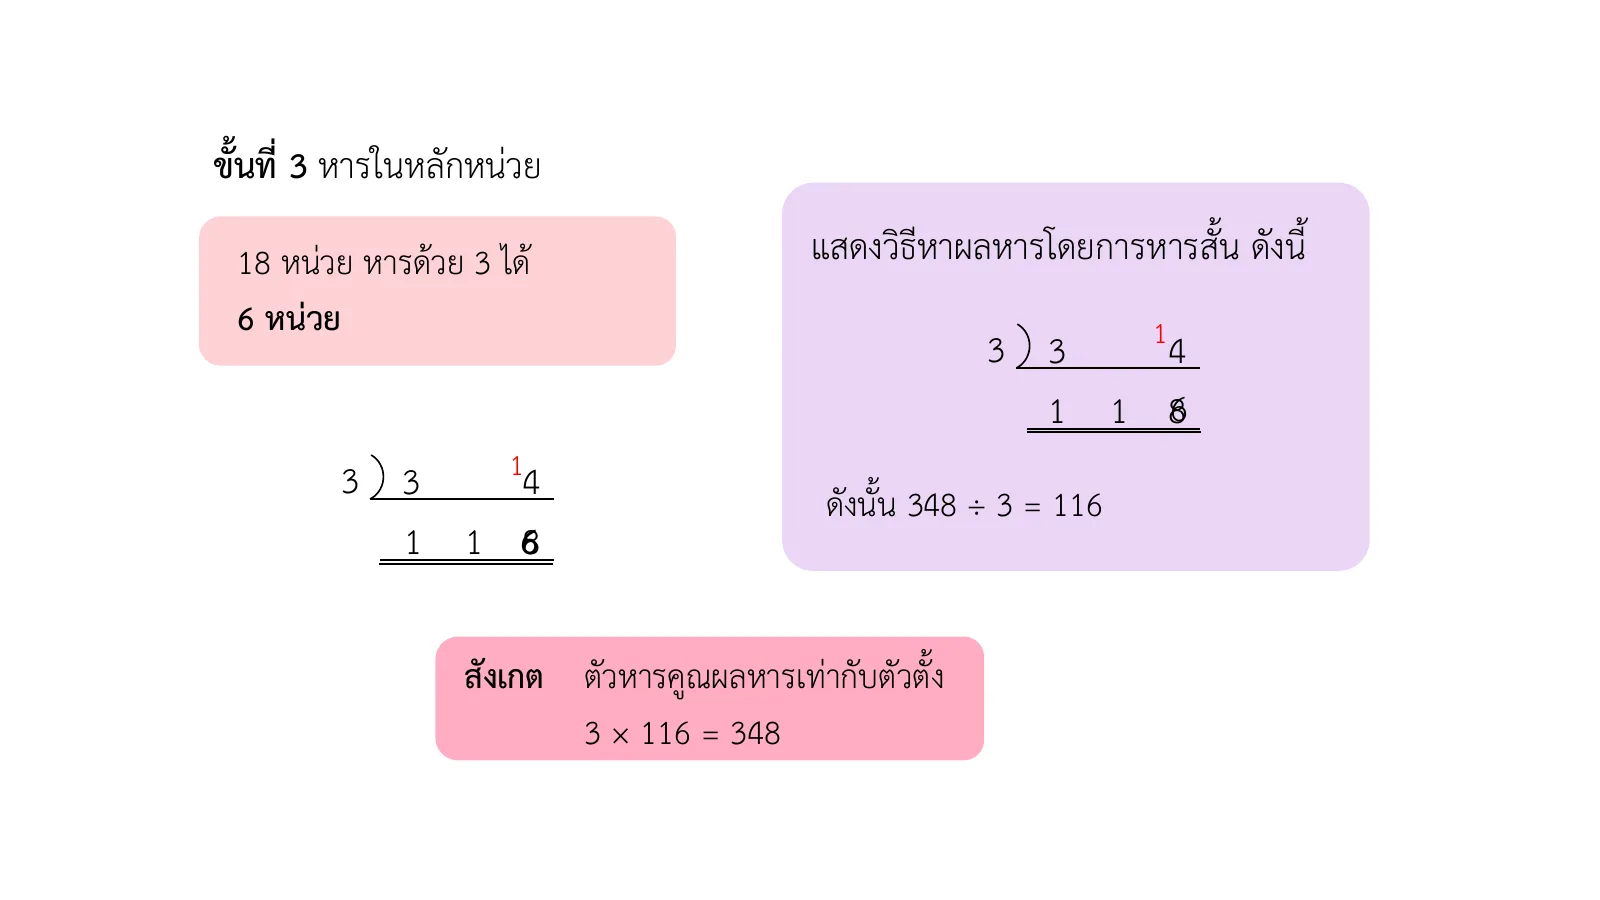 ขั้นที่ 3 หารในหลักหน่วย
18 หน่วย หารด้วย 3 ได้
6 หน่วย
1
3 ) 3 4
1 1 6
แสดงวิธีหาผลหารโดยการหารสั้น ดังนี้
1
3 ) 3 4
1 1 6
ดังนั้น 348 ÷ 3 = 116
สังเกต ตัวหารคูณผลหารเท่ากับตัวตั้ง
3 × 116 = 348